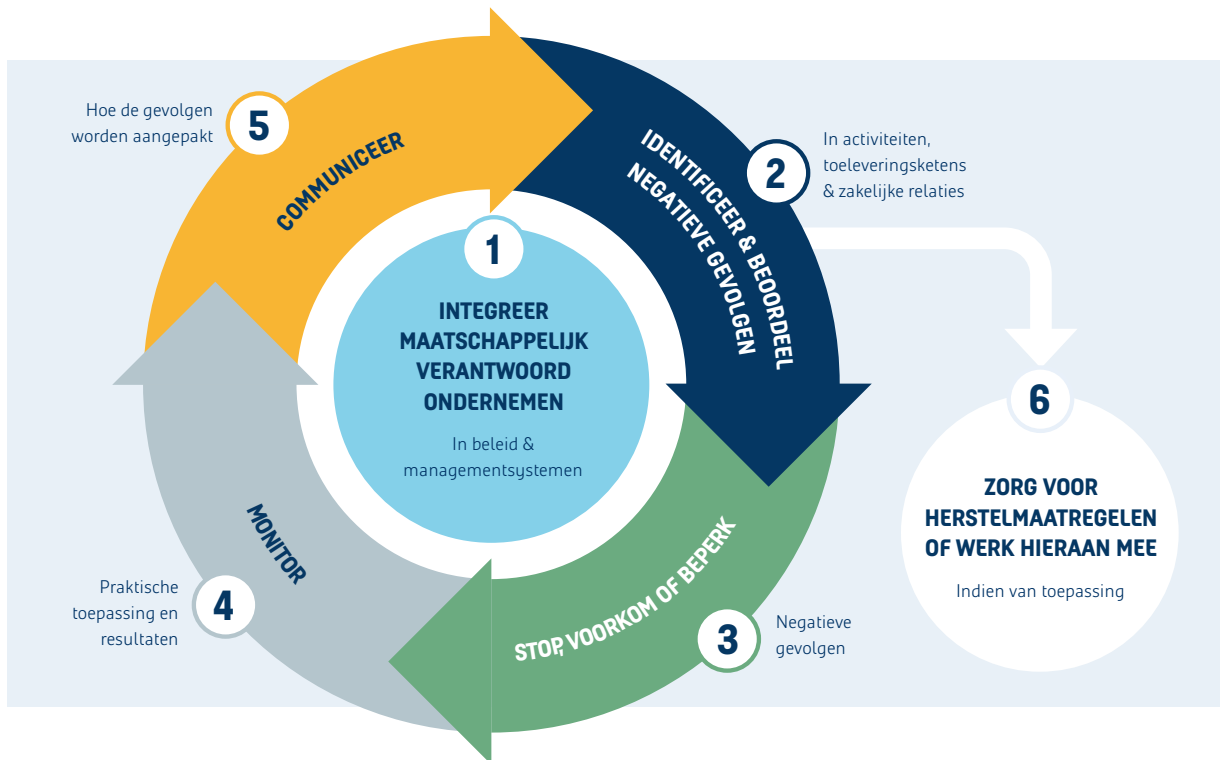 1
INTEGREER
MAATSCHAPPELIJK
VERANTWOORD
ONDERNEMEN
In beleid &
managementsystemen
2
IDENTIFICEER & BEOORDEEL
NEGATIEVE GEVOLGEN
In activiteiten,
toeleveringsketens
& zakelijke relaties
3
STOP, VOORKOM OF BEPERK
Negatieve
gevolgen
4
MONITOR
Praktische
toepassing en
resultaten
5
COMMUNICEER
Hoe de gevolgen
worden aangepakt
6
ZORG VOOR
HERSTELMAATREGELEN
OF WERK HIERAAN MEE
Indien van toepassing